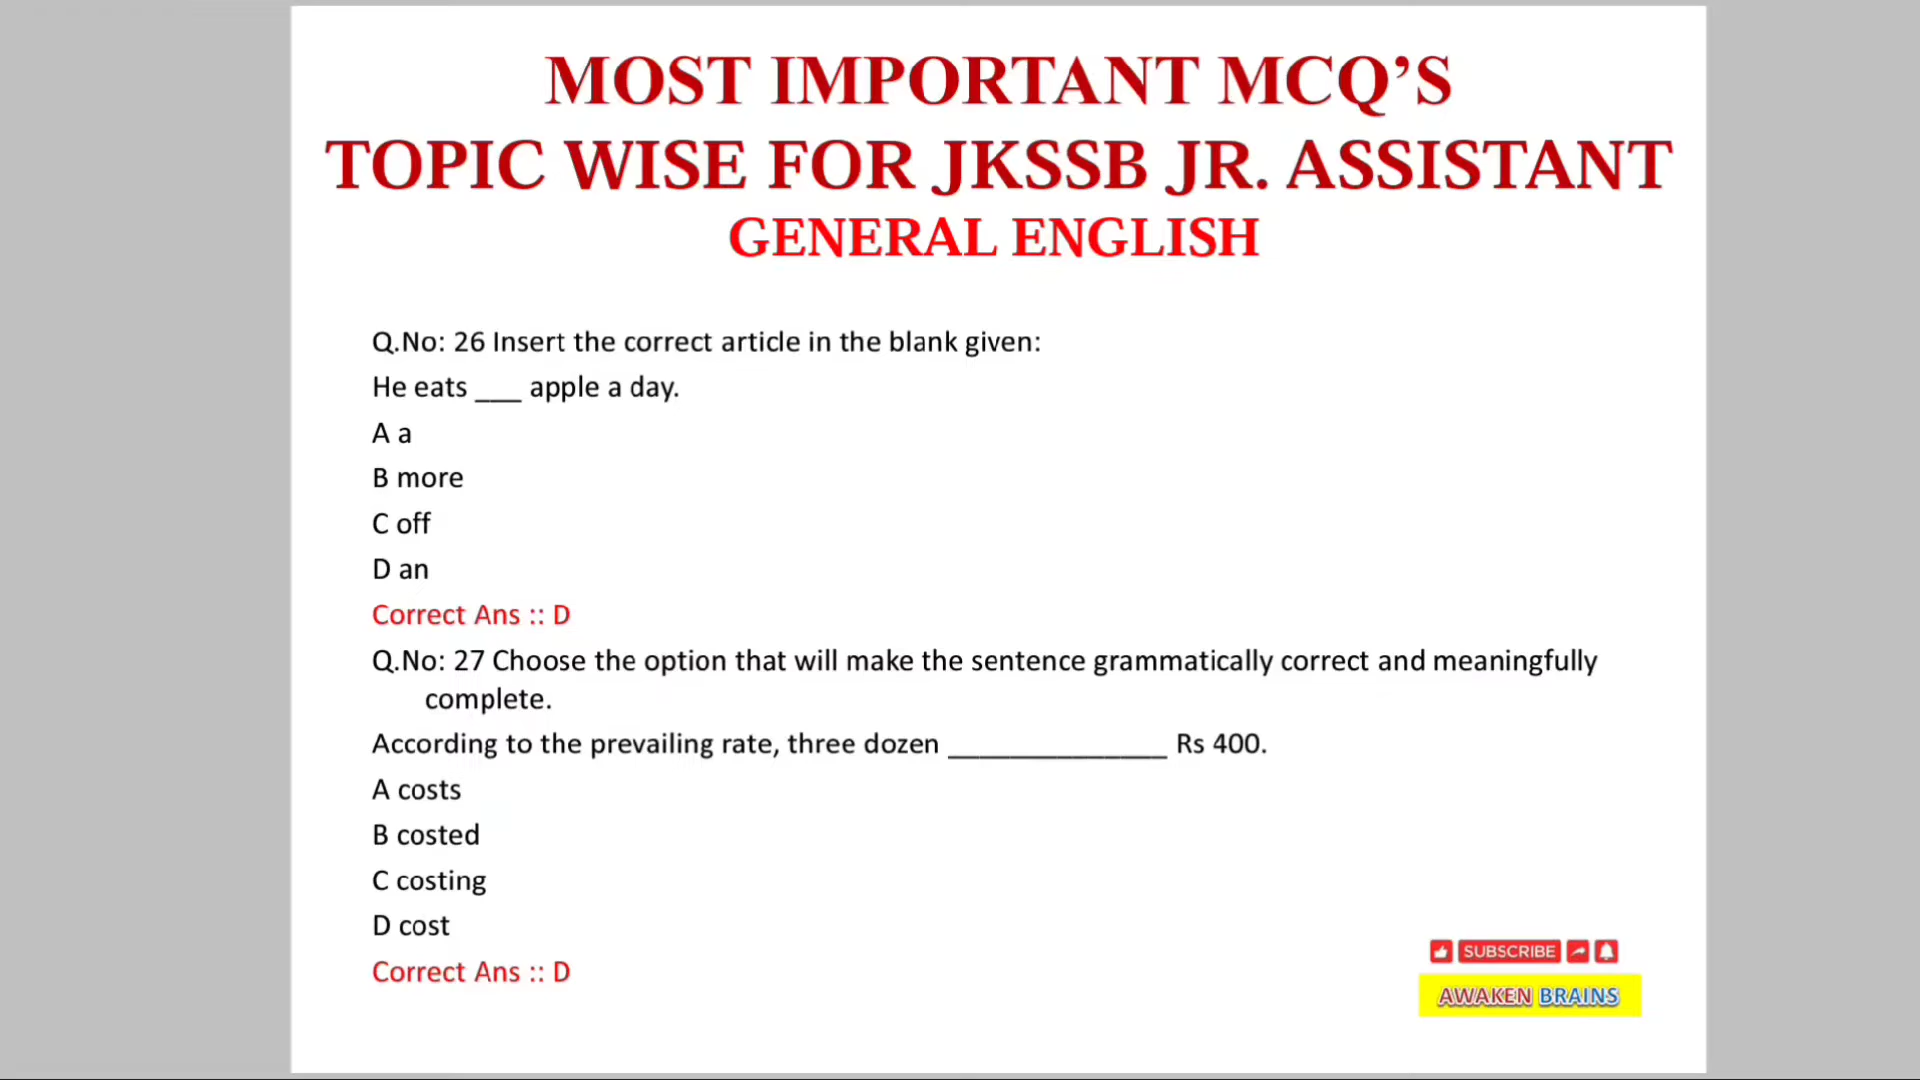 MOST IMPORTANT MCQ’S
TOPIC WISE FOR JKSSB JR. ASSISTANT
GENERAL ENGLISH
Q.No: 26 Insert the correct article in the blank given:
He eats ___ apple a day.
A a
B more
C off
D an
Correct Ans :: D
Q.No: 27 Choose the option that will make the sentence grammatically correct and meaningfully
complete.
According to the prevailing rate, three dozen ______________ Rs 400.
A costs
B costed
C costing
D cost
Correct Ans :: D
SUBSCRIBE
AWAKEN BRAINS